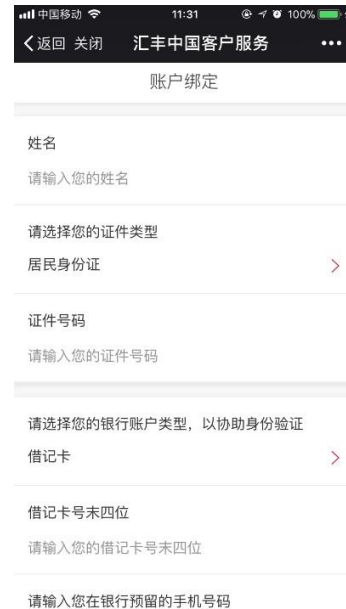 中国移动 11:31 100%
返回 关闭 汇丰中国客户服务
账户绑定
姓名
请输入您的姓名
请选择您的证件类型
居民身份证
证件号码
请输入您的证件号码
请选择您的银行账户类型，以协助身份验证
借记卡
借记卡号末四位
请输入您的借记卡号末四位
请输入您在银行预留的手机号码